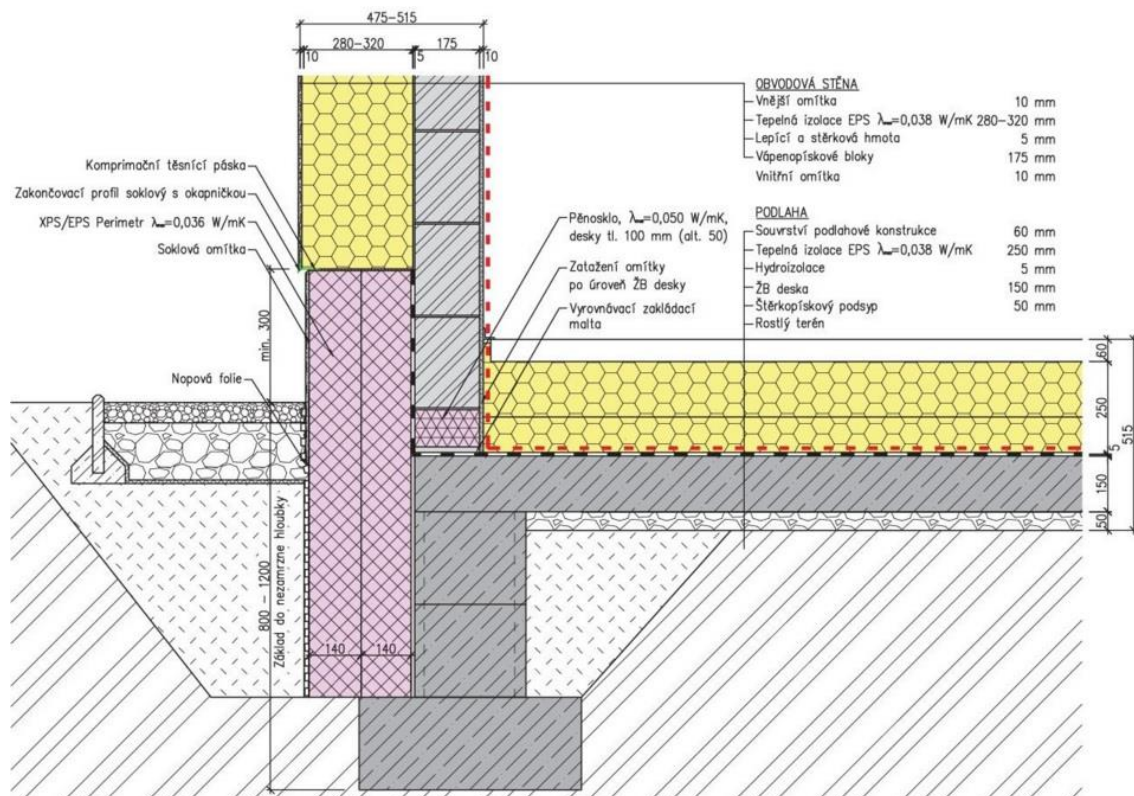 475-515
280-320
175
10
5
10
OBVODOVÁ STĚNA
Vnější omítka 10 mm
Tepelná izolace EPS λ=0,038 W/mK 280-320 mm
Lepící a stěrková hmota 5 mm
Vápenopískové bloky 175 mm
Vnitřní omítka 10 mm
Komprimační těsnící páska
Zakončovací profil soklový s okapničkou
XPS/EPS Perimetr λ=0,036 W/mK
Soklová omítka
Pěnosklo, λ=0,050 W/mK,
desky tl. 100 mm (alt. 50)
Zatažení omítky
po úroveň ŽB desky
Vyrovnávací zakládací
malta
PODLAHA
Souvrství podlahové konstrukce 60 mm
Tepelná izolace EPS λ=0,038 W/mK 250 mm
Hydroizolace 5 mm
ŽB deska 150 mm
Štěrkopískový podsyp 50 mm
Rostlý terén
min. 300
Nopová folie
60
250
515
5
150
50
800 - 1200
Základ do nezamrzne hloubky
140
140